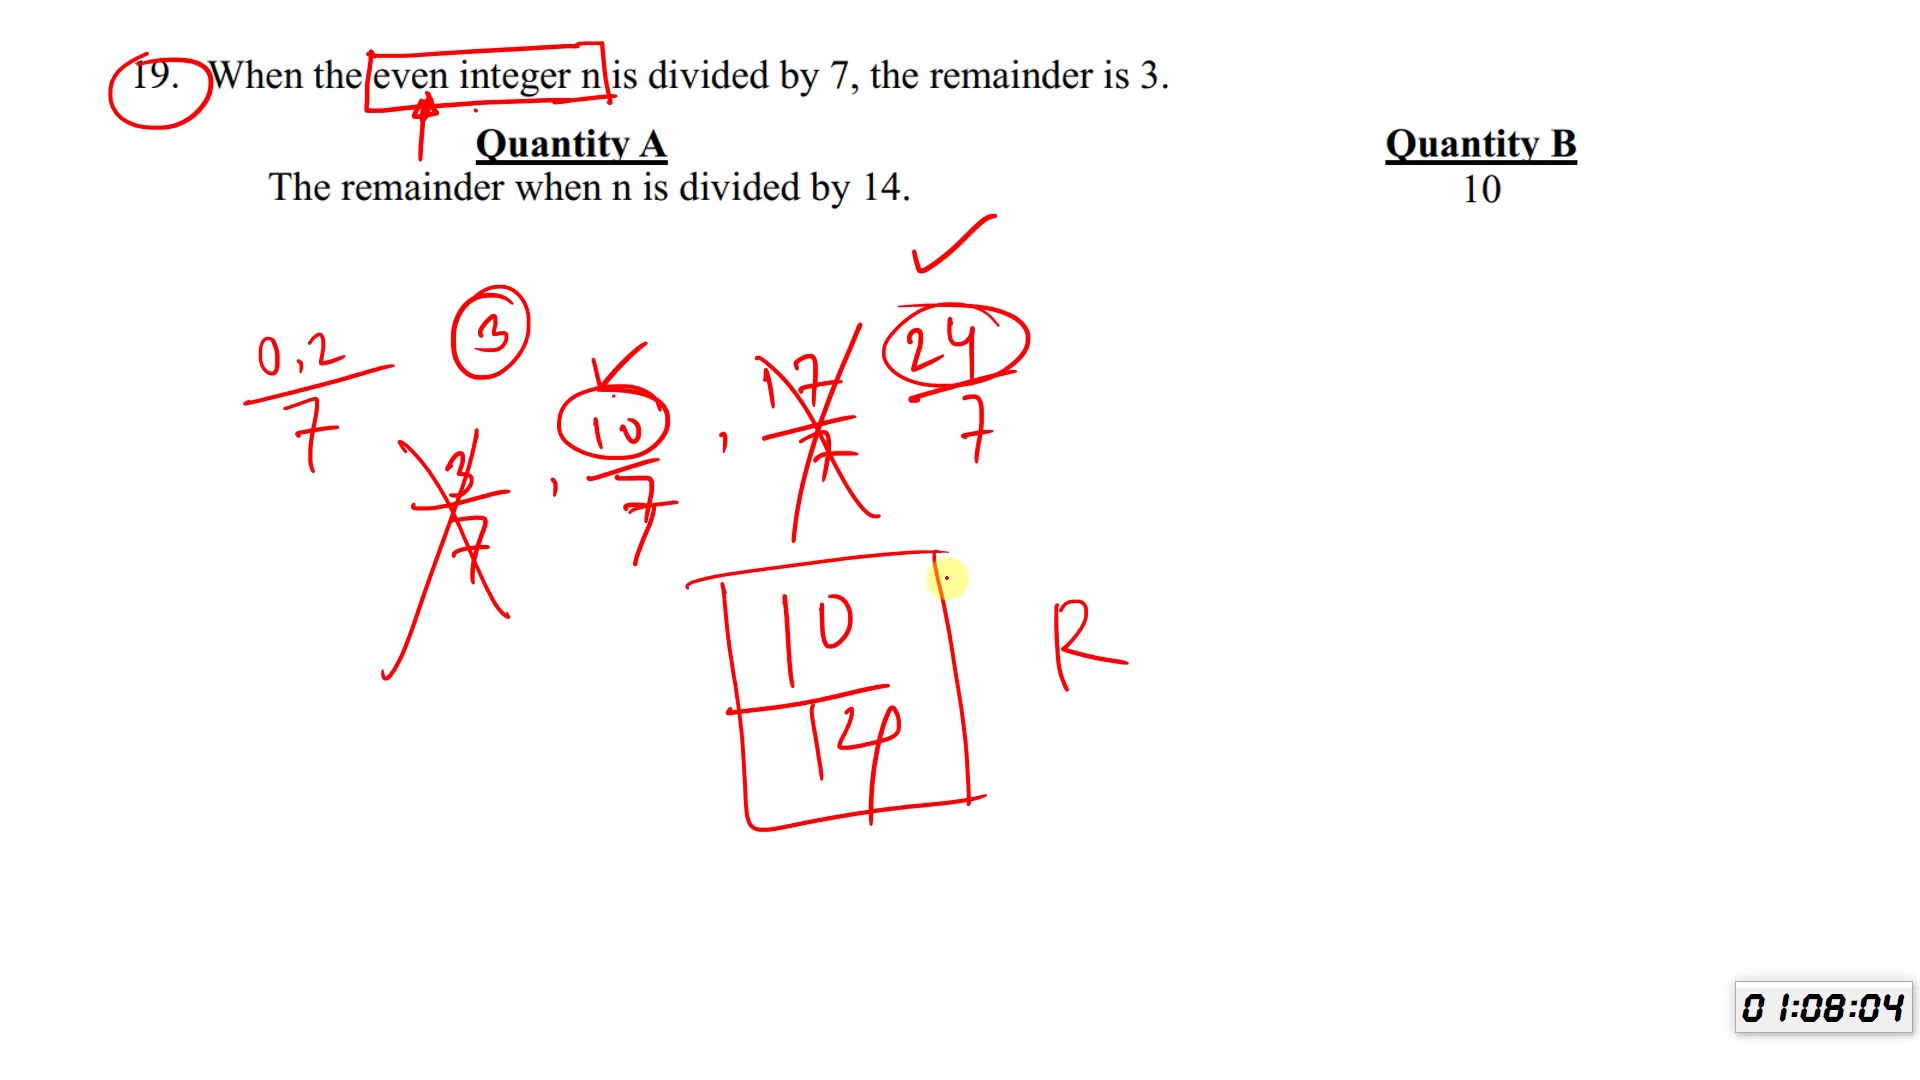 19. When the even integer n is divided by 7, the remainder is 3.
Quantity A Quantity B
The remainder when n is divided by 14. 10
0,2/7 3 3/7 , 10/7 , 17/7 24/7
10/14 R
01:08:04